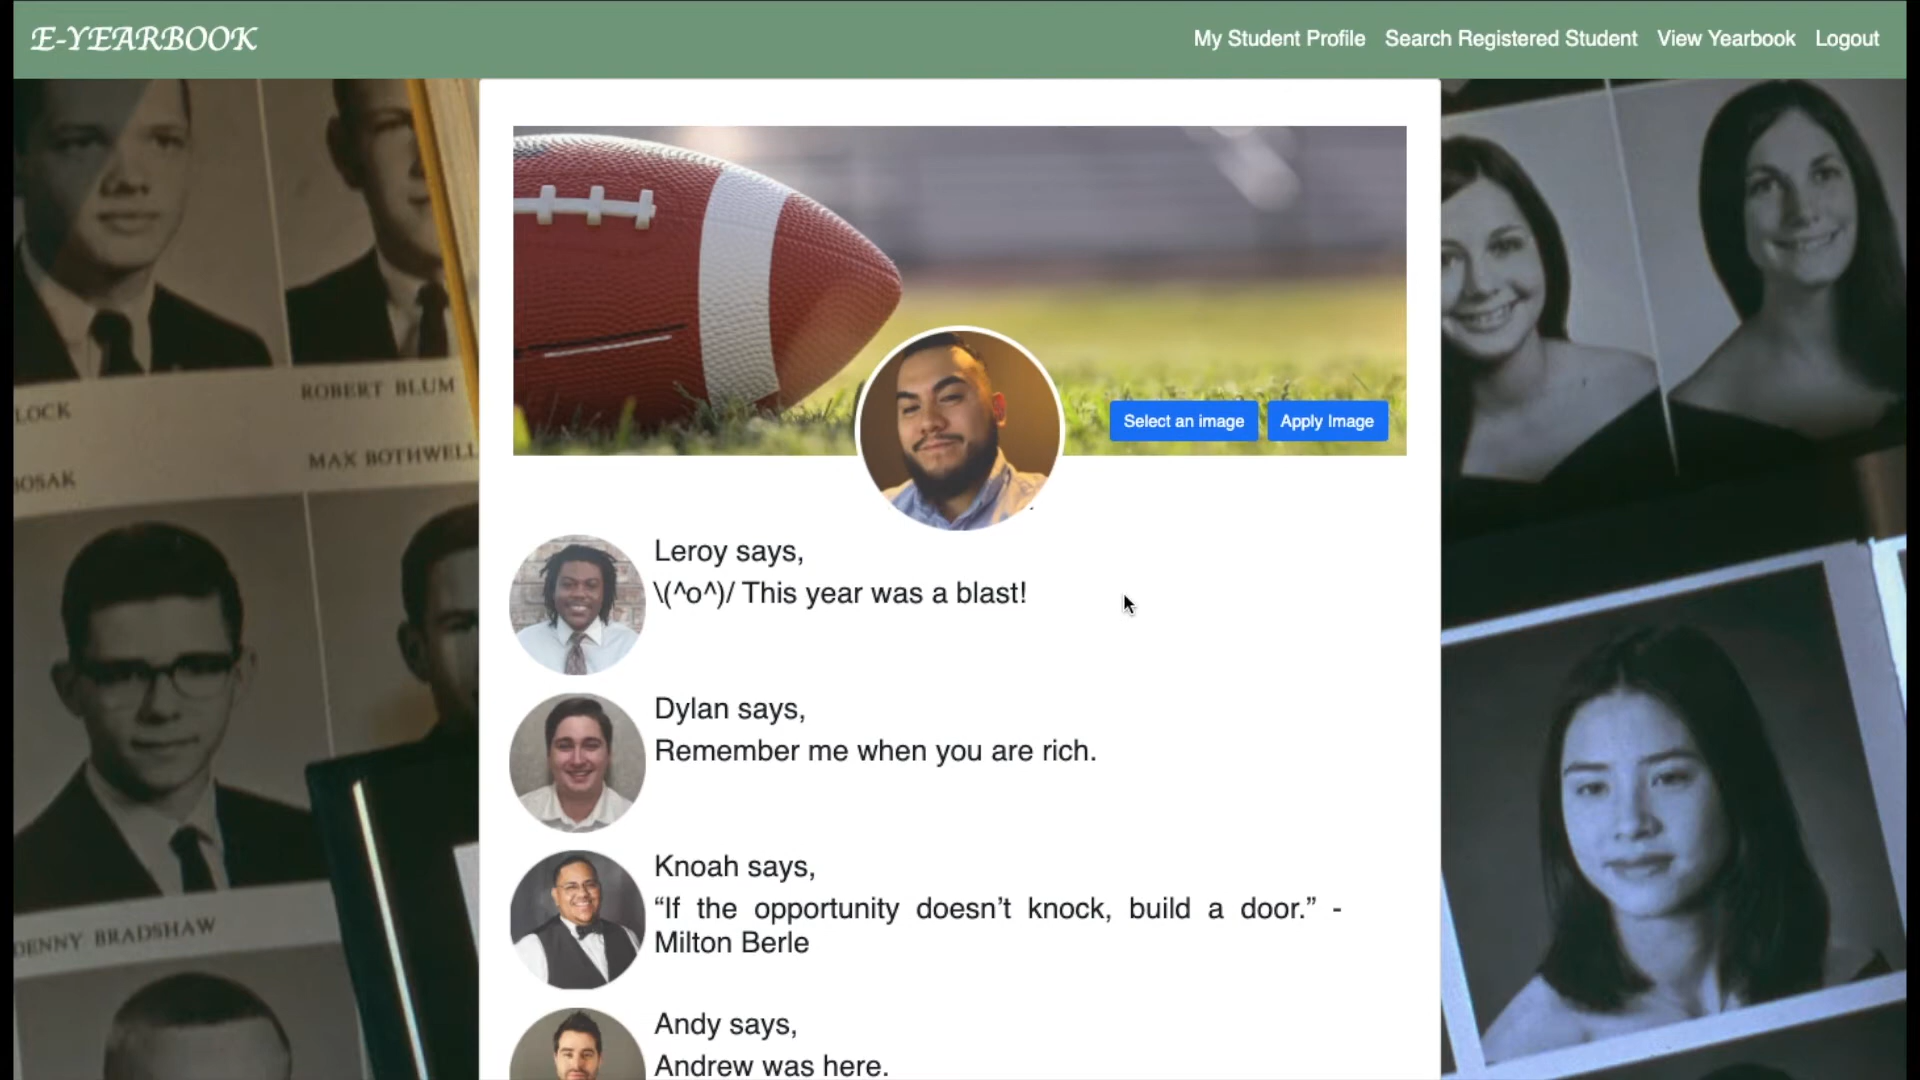 E-YEARBOOK
My Student Profile
Search Registered Student
View Yearbook
Logout
LOCK
ROBERT BLUM
OSAK
MAX BOTHWELL
DENNY BRADSHAW
Select an image
Apply Image
Leroy says,
\(^o^)/ This year was a blast!
Dylan says,
Remember me when you are rich.
Knoah says,
“If the opportunity doesn’t knock, build a door.” -
Milton Berle
Andy says,
Andrew was here.